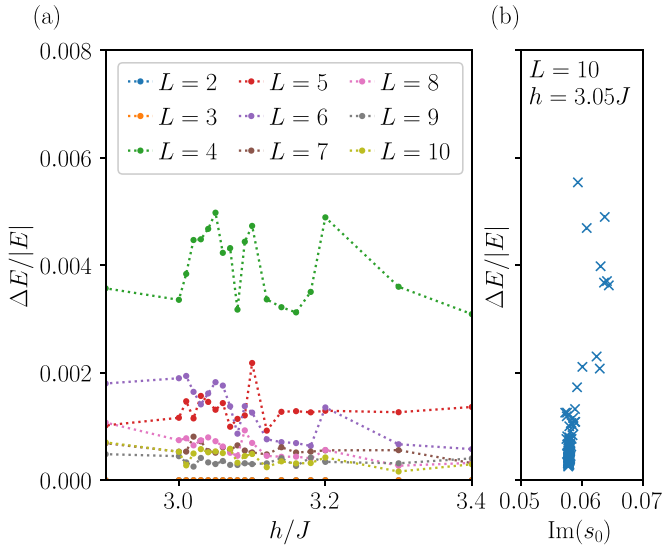 (a)
(b)
0.008
0.006
0.004
0.002
0.000
ΔE/|E|
L = 2
L = 5
L = 8
L = 3
L = 6
L = 9
L = 4
L = 7
L = 10
3.0
3.2
3.4
h/J
L = 10
h = 3.05J
ΔE/|E|
0.05
0.06
0.07
Im(s₀)